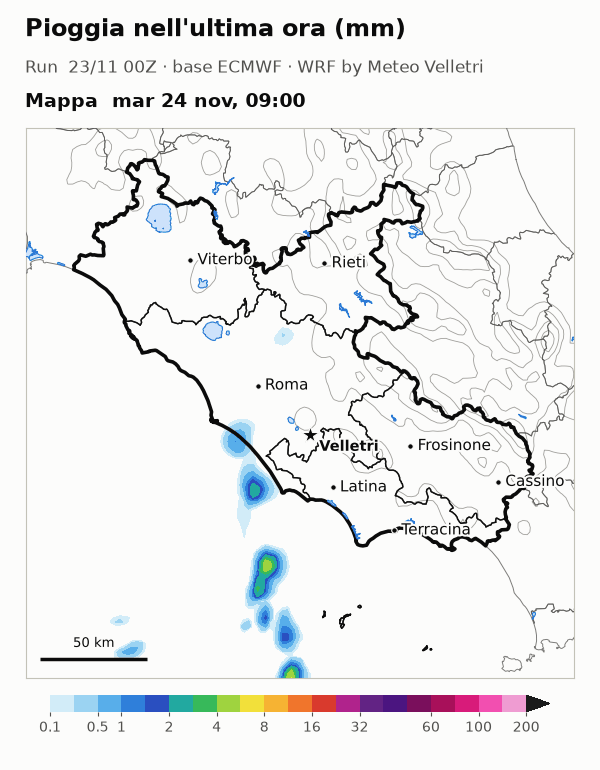 Pioggia nell'ultima ora (mm)
Run  23/11 00Z · base ECMWF · WRF by Meteo Velletri
Mappa  mar 24 nov, 09:00
Viterbo
Rieti
Roma
Velletri
Frosinone
Latina
Cassino
Terracina
50 km
0.1 0.5 1 2 4 8 16 32 60 100 200